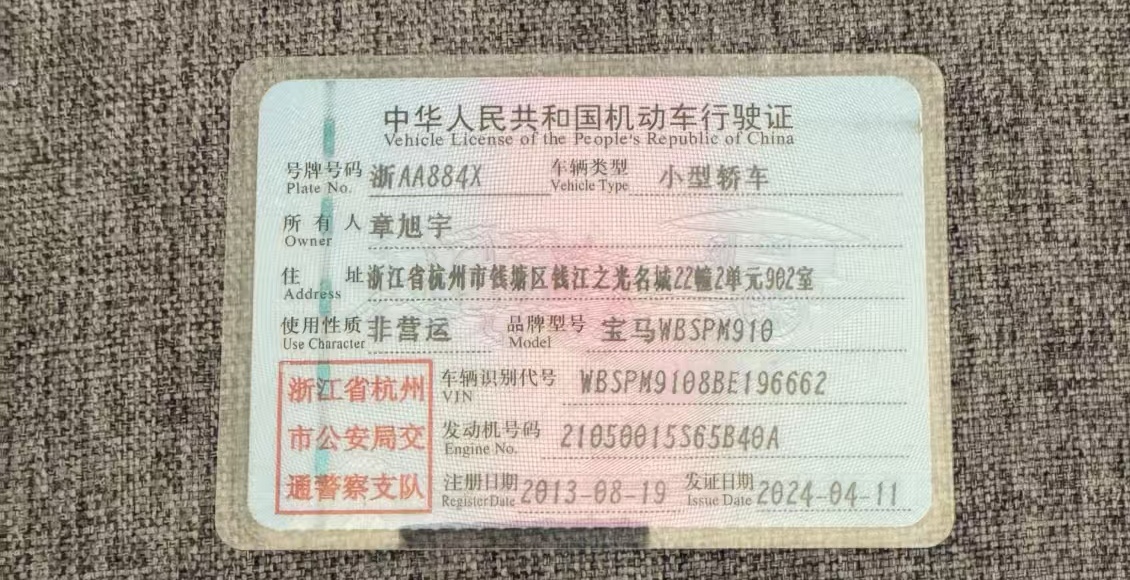 中华人民共和国机动车行驶证
Vehicle License of the People's Republic of China
号牌号码 浙AA884X 车辆类型 小型轿车
Plate No. Vehicle Type
所有人 章旭宇
Owner
住址 浙江省杭州市钱塘区钱江之光名城22幢2单元902室
Address
使用性质 非营运 品牌型号 宝马WBSPM910
Use Character Model
浙江省杭州 车辆识别代号 WBSPM9108BE196662
VIN
市公安局交 发动机号码 21050015S65B40A
Engine No.
通警察支队 注册日期 2013-08-19 发证日期 2024-04-11
Register Date Issue Date